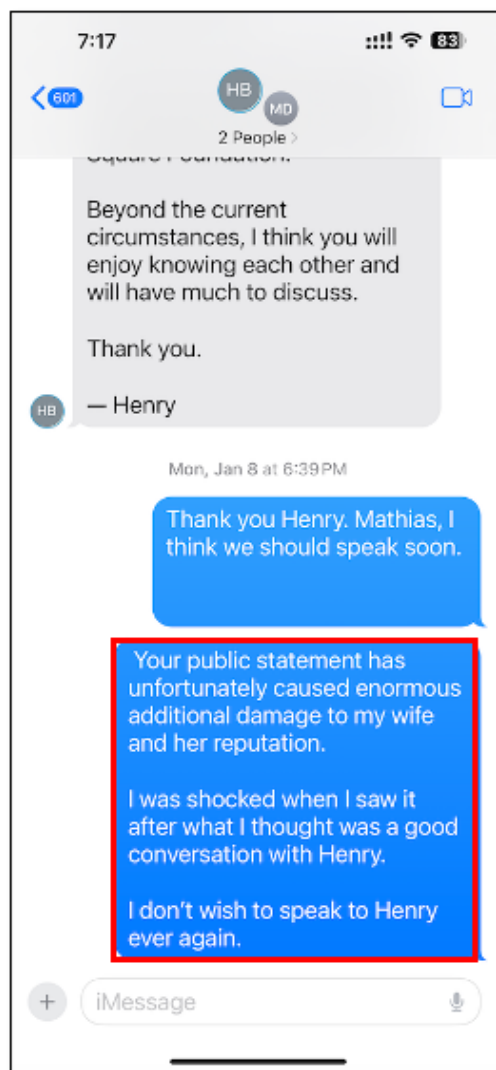 7:17
83
601
HB
MD
2 People >
Square Foundation.
Beyond the current
circumstances, I think you will
enjoy knowing each other and
will have much to discuss.
Thank you.
— Henry
HB
Mon, Jan 8 at 6:39 PM
Thank you Henry. Mathias, I
think we should speak soon.
Your public statement has
unfortunately caused enormous
additional damage to my wife
and her reputation.
I was shocked when I saw it
after what I thought was a good
conversation with Henry.
I don't wish to speak to Henry
ever again.
iMessage